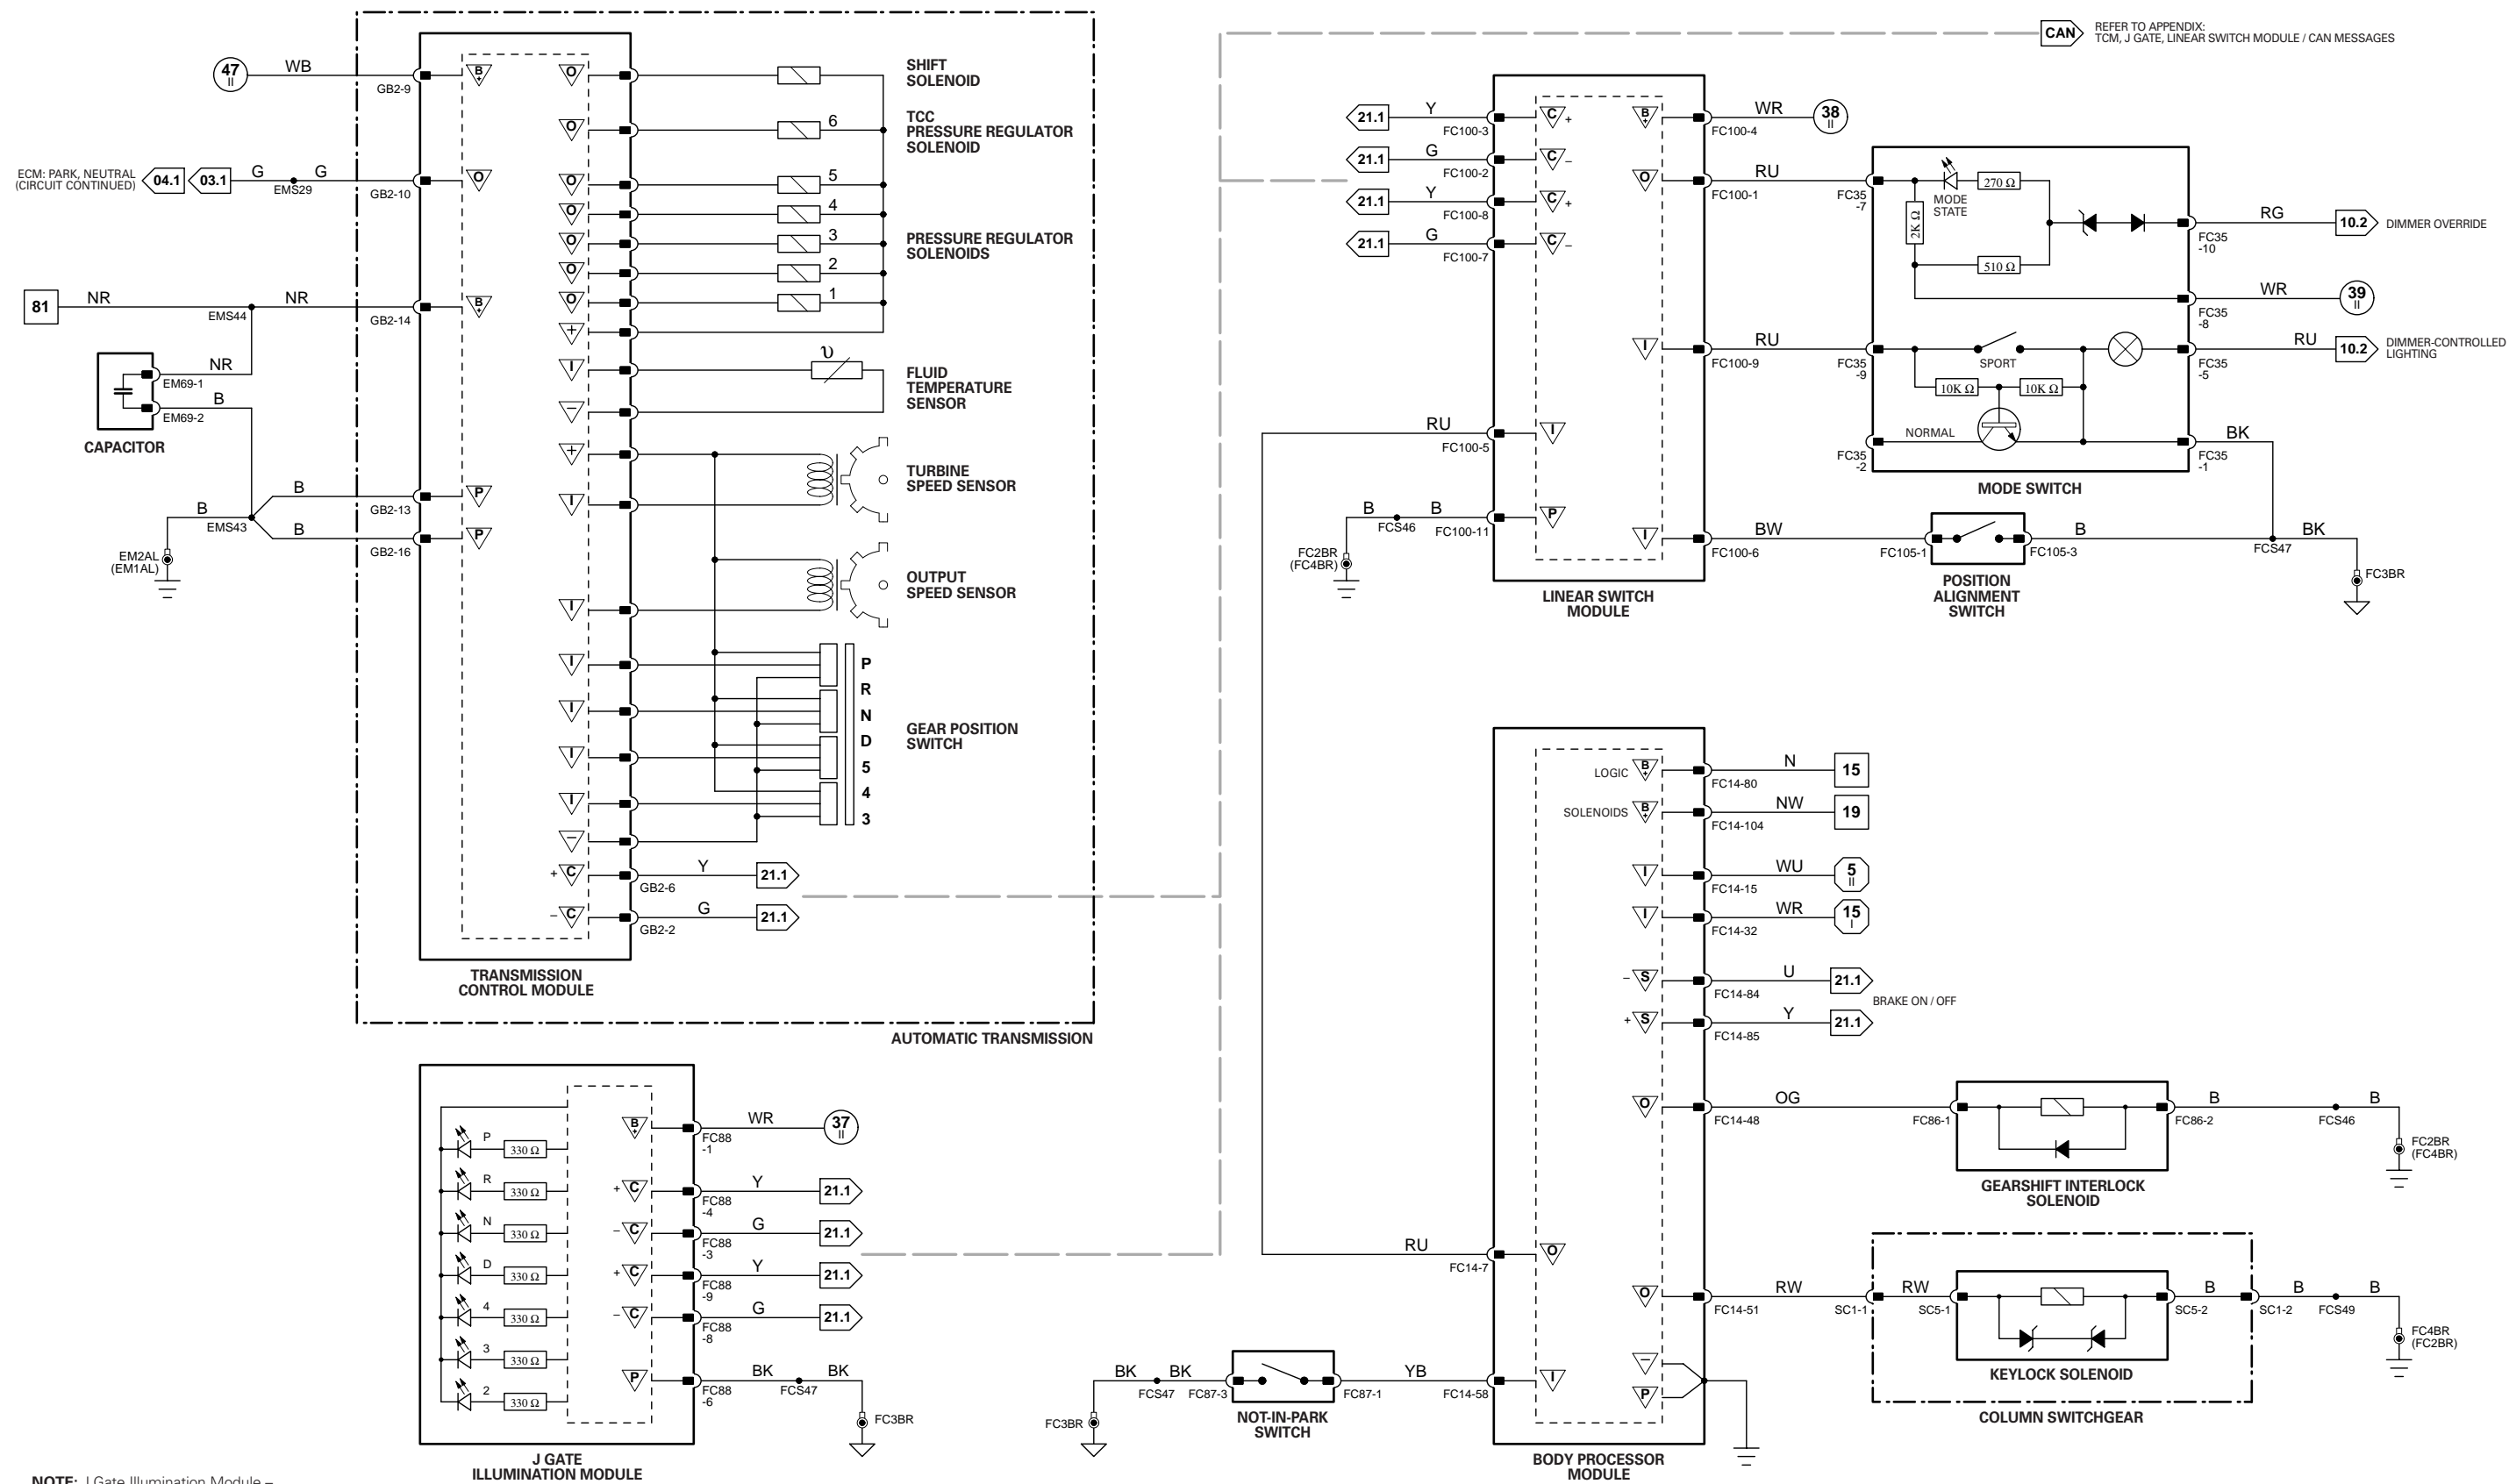 CAN
REFER TO APPENDIX:
TCM, J GATE, LINEAR SWITCH MODULE / CAN MESSAGES
47
II
WB
GB2-9
B
+
ECM: PARK, NEUTRAL
(CIRCUIT CONTINUED)
04.1
03.1
G
EMS29
G
GB2-10
O
81
NR
EMS44
NR
GB2-14
B
+
NR
EM69-1
B
EM69-2
CAPACITOR
B
GB2-13
P
B
EMS43
B
GB2-16
P
EM2AL
(EM1AL)
O
SHIFT
SOLENOID
O
6
TCC
PRESSURE REGULATOR
SOLENOID
O
5
O
4
O
3
PRESSURE REGULATOR
SOLENOIDS
O
2
O
1
+
I
υ
FLUID
TEMPERATURE
SENSOR
–
+
TURBINE
SPEED SENSOR
I
OUTPUT
SPEED SENSOR
I
I
P
R
I
N
GEAR POSITION
SWITCH
D
I
5
I
4
3
–
+
C
GB2-6
Y
21.1
–
C
GB2-2
G
21.1
TRANSMISSION
CONTROL MODULE
AUTOMATIC TRANSMISSION
P
330 Ω
R
330 Ω
N
330 Ω
D
330 Ω
4
330 Ω
3
330 Ω
2
330 Ω
B
+
FC88
-1
WR
37
II
+
C
FC88
-4
Y
21.1
–
C
FC88
-3
G
21.1
+
C
FC88
-9
Y
21.1
–
C
FC88
-8
G
21.1
P
FC88
-6
BK
FCS47
BK
FC3BR
J GATE
ILLUMINATION MODULE
NOTE: J Gate Illumination Module –
21.1
Y
FC100-3
C
+
21.1
G
FC100-2
C
–
21.1
Y
FC100-8
C
+
21.1
G
FC100-7
C
–
RU
FC100-5
I
B
FCS46
B
FC100-11
P
FC2BR
(FC4BR)
B
+
FC100-4
WR
38
II
O
FC100-1
RU
FC35
-7
I
FC100-9
RU
FC35
-9
I
FC100-6
BW
FC105-1
LINEAR SWITCH
MODULE
MODE
STATE
270 Ω
2K Ω
510 Ω
FC35
-10
RG
10.2
DIMMER OVERRIDE
FC35
-8
WR
39
II
SPORT
10K Ω
10K Ω
FC35
-5
RU
10.2
DIMMER-CONTROLLED
LIGHTING
NORMAL
FC35
-2
FC35
-1
BK
MODE SWITCH
FC105-3
B
FCS47
BK
FC3BR
POSITION
ALIGNMENT
SWITCH
LOGIC
B
+
FC14-80
N
15
SOLENOIDS
B
+
FC14-104
NW
19
I
FC14-15
WU
5
II
I
FC14-32
WR
15
I
–
S
FC14-84
U
21.1
BRAKE ON / OFF
+
S
FC14-85
Y
21.1
O
FC14-48
OG
FC86-1
FC86-2
B
FCS46
B
FC2BR
(FC4BR)
GEARSHIFT INTERLOCK
SOLENOID
RU
FC14-7
O
O
FC14-51
RW
SC1-1
RW
SC5-1
SC5-2
B
SC1-2
B
FCS49
B
FC4BR
(FC2BR)
KEYLOCK SOLENOID
COLUMN SWITCHGEAR
BK
FCS47
BK
FC87-3
FC87-1
YB
FC14-58
I
–
P
FC3BR
NOT-IN-PARK
SWITCH
BODY PROCESSOR
MODULE